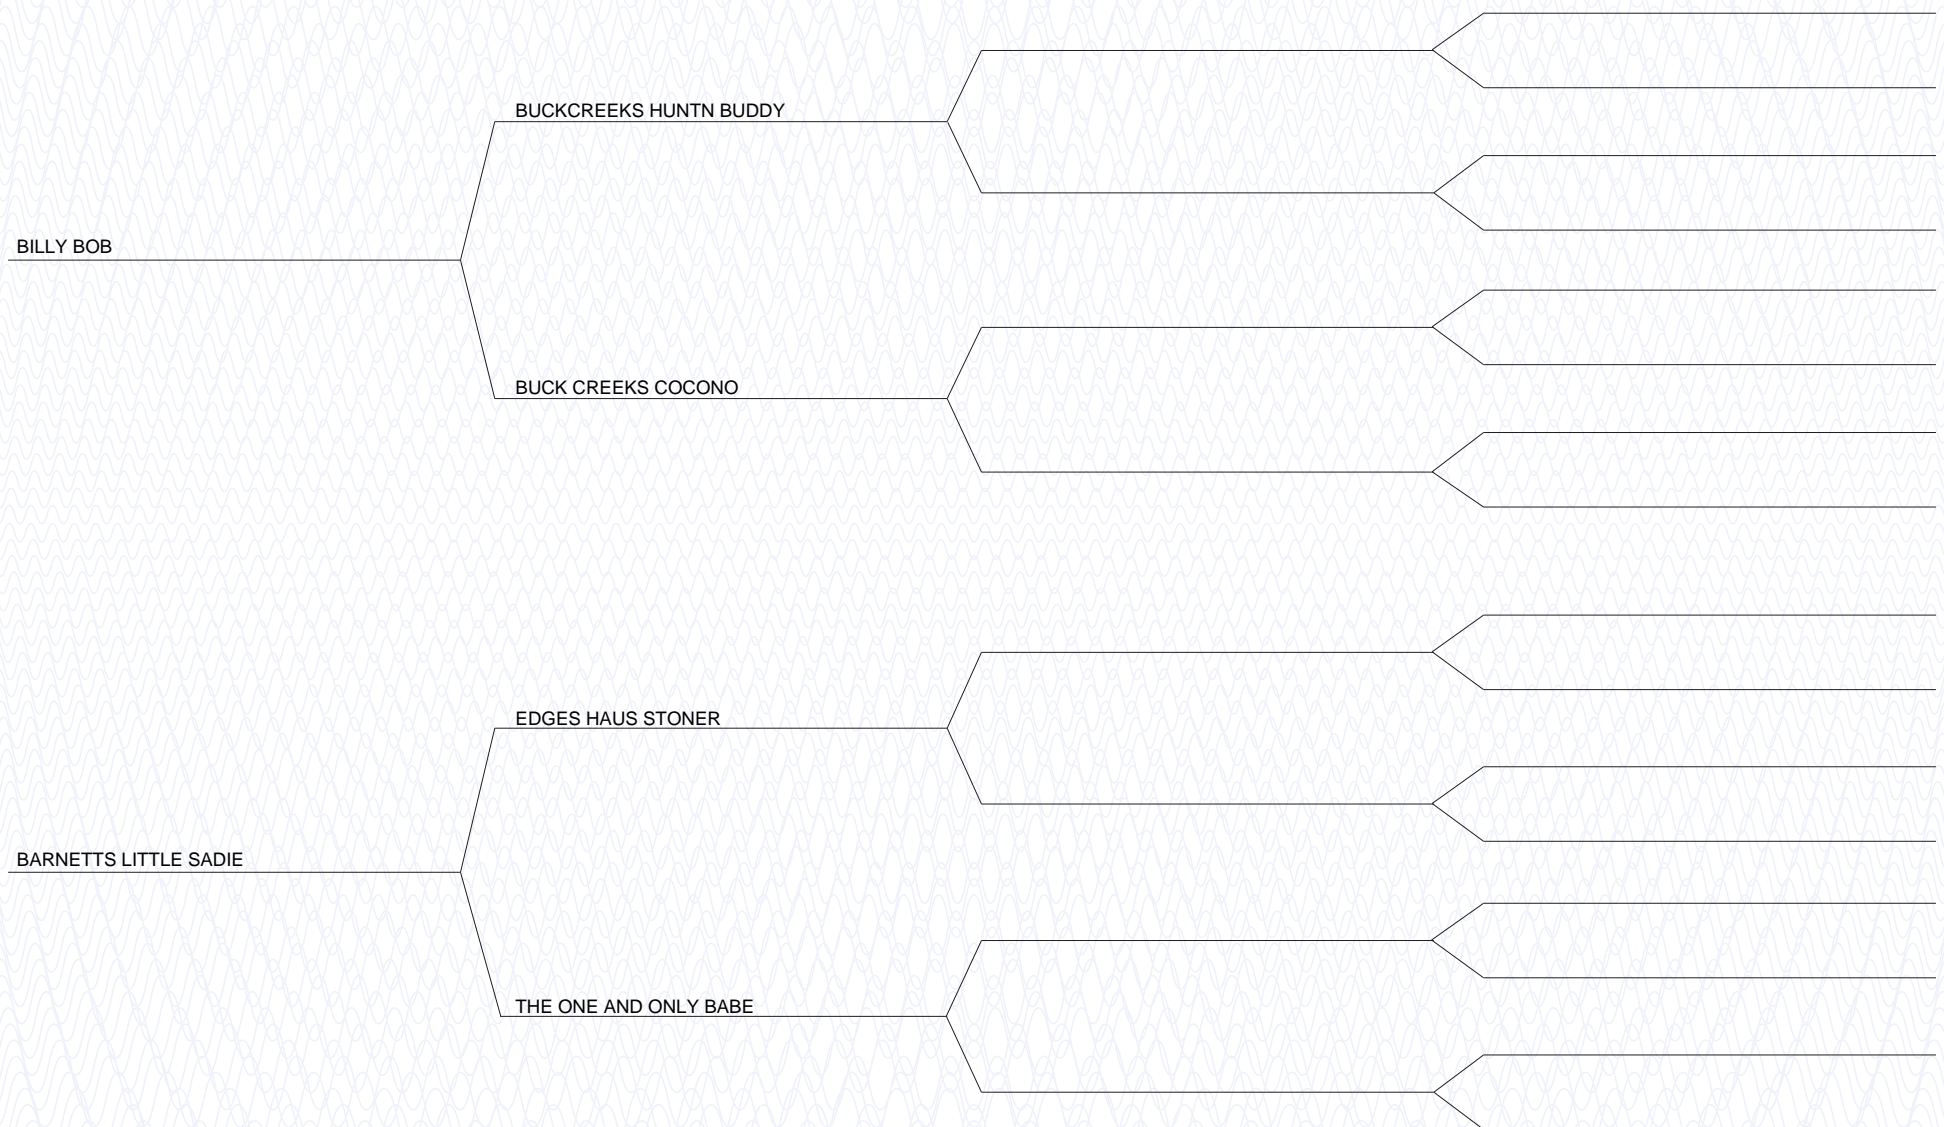 BUCKCREEKS HUNTN BUDDY
BILLY BOB
BUCK CREEKS COCONO
EDGES HAUS STONER
BARNETTS LITTLE SADIE
THE ONE AND ONLY BABE